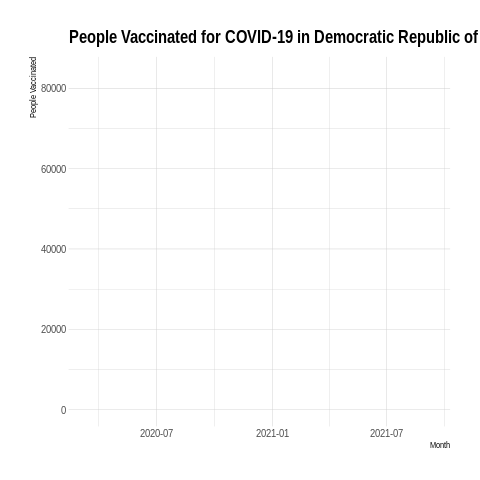 People Vaccinated for COVID-19 in Democratic Republic of
People Vaccinated
80000
60000
40000
20000
0
2020-07 2021-01 2021-07
Month